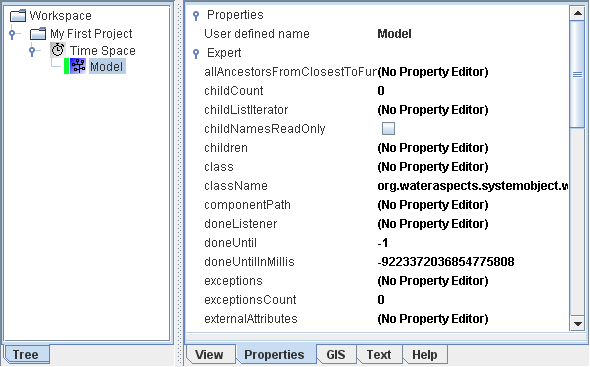 Workspace
My First Project
Time Space
Model
Tree
Properties
User defined name Model
Expert
allAncestorsFromClosestToFur (No Property Editor)
childCount 0
childListIterator (No Property Editor)
childNamesReadOnly
children (No Property Editor)
class (No Property Editor)
className org.wateraspects.systemobject.w
componentPath (No Property Editor)
doneListener (No Property Editor)
doneUntil -1
doneUntilInMillis -9223372036854775808
exceptions (No Property Editor)
exceptionsCount 0
externalAttributes (No Property Editor)
View Properties GIS Text Help